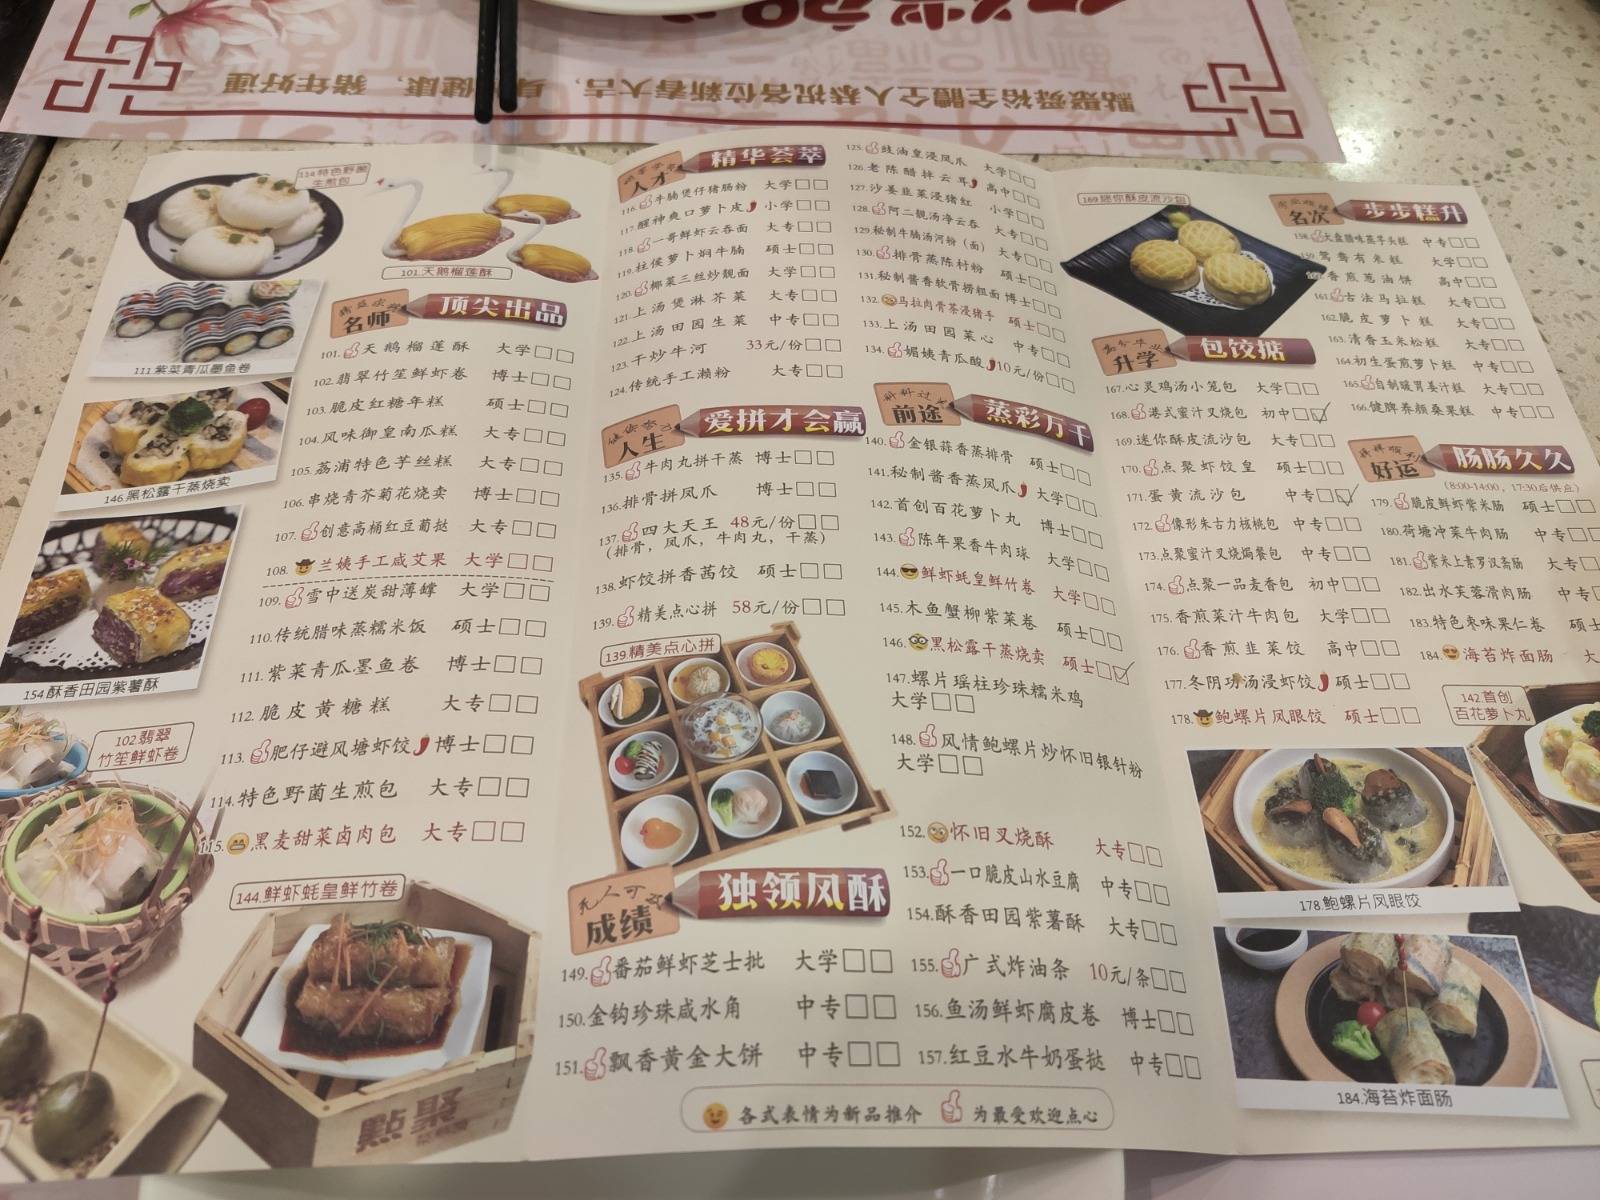 點聚舜裕全體仝人恭祝各位新春大吉，身體健康，豬年好運
114.特色野菌
生煎包
101.天鹅榴莲酥
111.紫菜青瓜墨鱼卷
146.黑松露干蒸烧卖
154酥香田园紫薯酥
102.翡翠
竹笙鲜虾卷
144.鲜虾蚝皇鲜竹卷
點聚
名师 顶尖出品
101.天鹅榴莲酥 大学
102.翡翠竹笙鲜虾卷 博士
103.脆皮红糖年糕 硕士
104.风味御皇南瓜糕 大专
105.荔浦特色芋丝糕 大专
106.串烧青芥菊花烧卖 博士
107.创意高桶红豆葡挞 大专
108.兰姨手工咸艾果 大学
109.雪中送炭甜薄罉 大学
110.传统腊味蒸糯米饭 硕士
111.紫菜青瓜墨鱼卷 博士
112.脆皮黄糖糕 大专
113.肥仔避风塘虾饺 博士
114.特色野菌生煎包 大专
115.黑麦甜菜卤肉包 大专
人才 精华荟萃
116.牛腩煲仔猪肠粉 大学
117.醒神爽口萝卜皮 小学
118.一哥鲜虾云吞面 大专
119.柱侯萝卜焖牛腩 硕士
120.椰菜三丝炒靓面 大学
121.上汤煲淋芥菜 大专
122.上汤田园生菜 中专
123.干炒牛河 33元/份
124.传统手工濑粉 大专
125.豉油皇浸凤爪 大学
126.老陈醋拌云耳 高中
127.沙姜韭菜浸猪红 小学
128.阿二靓汤净云吞 大专
129.秘制牛腩汤河粉（面） 大专
130.排骨蒸陈村粉 硕士
131.秘制酱香软骨捞粗面 博士
132.马拉肉骨茶浸猪手 硕士
133.上汤田园菜心 中专
134.媚姨青瓜酸 10元/份
人生 爱拼才会赢
135.牛肉丸拼干蒸 博士
136.排骨拼凤爪 博士
137.四大天王 48元/份
（排骨，凤爪，牛肉丸，干蒸）
138.虾饺拼香茜饺 硕士
139.精美点心拼 58元/份
139.精美点心拼
前途 蒸彩万千
140.金银蒜香蒸排骨 硕士
141.秘制酱香蒸凤爪 大学
142.首创百花萝卜丸 博士
143.陈年果香牛肉球 大学
144.鲜虾蚝皇鲜竹卷 大学
145.木鱼蟹柳紫菜卷 硕士
146.黑松露干蒸烧卖 硕士
147.螺片瑶柱珍珠糯米鸡
大学
148.风情鲍螺片炒怀旧银针粉
大学
无人可 成绩 独领风酥
149.番茄鲜虾芝士批 大学
150.金钩珍珠咸水角 中专
151.飘香黄金大饼 中专
152.怀旧叉烧酥 大专
153.一口脆皮山水豆腐 中专
154.酥香田园紫薯酥 大专
155.广式炸油条 10元/条
156.鱼汤鲜虾腐皮卷 博士
157.红豆水牛奶蛋挞 中专
各式表情为新品推介 为最受欢迎点心
169迷你酥皮流沙包
名次 步步糕升
158.大盘腊味蒸芋头糕 中专
159.鸳鸯有米糕 大学
160.香煎葱油饼 高中
161.古法马拉糕 大专
162.脆皮萝卜糕 大专
163.清香玉米松糕 大专
164.初生蛋煎萝卜糕 中专
165.自制暖胃姜汁糕 大专
166.健脾养颜桑果糕 中专
升学 包饺掂
167.心灵鸡汤小笼包 大学
168.港式蜜汁叉烧包 初中
169.迷你酥皮流沙包 大专
170.点聚虾饺皇 硕士
171.蛋黄流沙包 中专
172.像形朱古力核桃包 中专
173.点聚蜜汁叉烧焗餐包 中专
174.点聚一品麦香包 初中
175.香煎菜汁牛肉包 大学
176.香煎韭菜饺 高中
177.冬阴功汤浸虾饺 硕士
178.鲍螺片凤眼饺 硕士
好运 肠肠久久
（8:00-14:00，17:30后供点）
179.脆皮鲜虾紫米肠 硕士
180.荷塘冲菜牛肉肠 中专
181.紫米上素罗汉斋肠 大专
182.出水芙蓉滑肉肠 中专
183.特色枣味果仁卷 硕士
184.海苔炸面肠 大
142.首创
百花萝卜丸
178.鲍螺片凤眼饺
184.海苔炸面肠